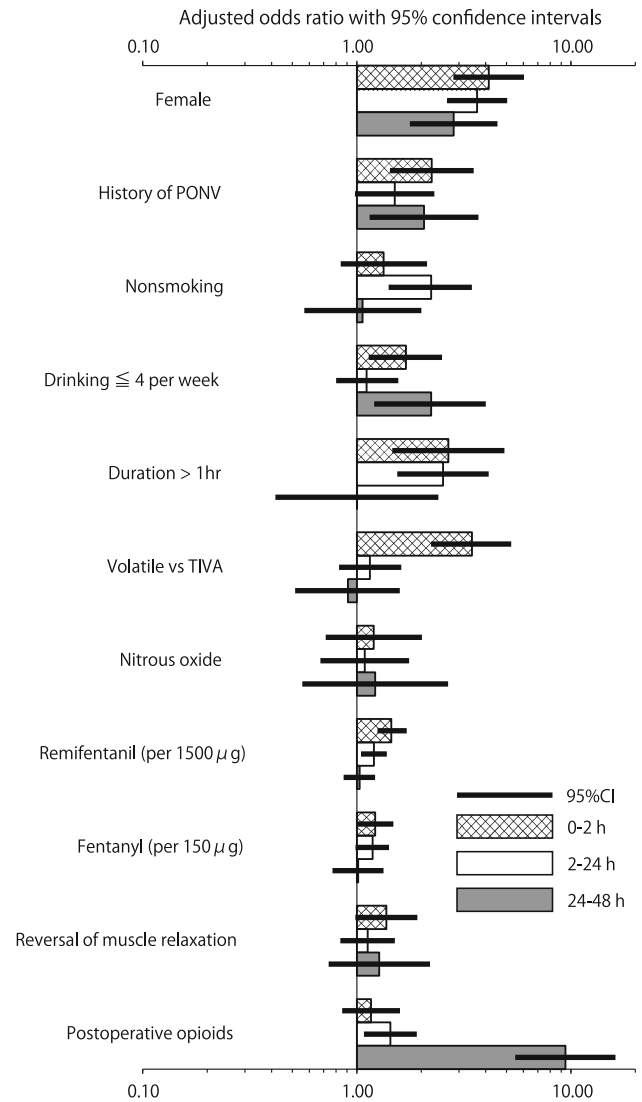 Adjusted odds ratio with 95% confidence intervals
0.10 1.00 10.00
Female
History of PONV
Nonsmoking
Drinking ≦ 4 per week
Duration > 1hr
Volatile vs TIVA
Nitrous oxide
Remifentanil (per 1500 μg)
95%CI
0-2 h
Fentanyl (per 150 μg)
2-24 h
24-48 h
Reversal of muscle relaxation
Postoperative opioids
0.10 1.00 10.00